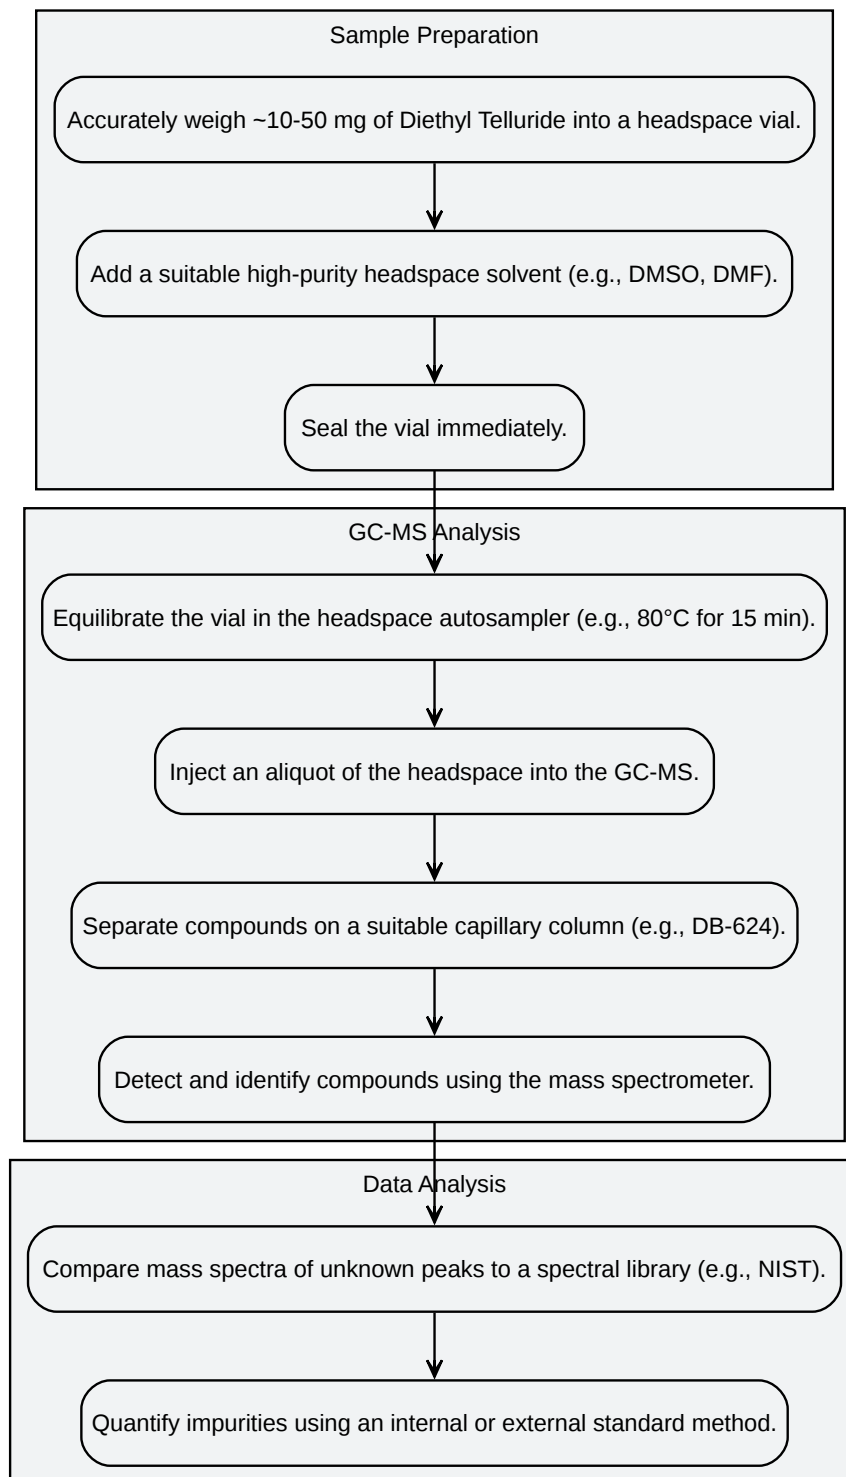 Sample Preparation
Accurately weigh ~10-50 mg of Diethyl Telluride into a headspace vial.
Add a suitable high-purity headspace solvent (e.g., DMSO, DMF).
Seal the vial immediately.
GC-MS Analysis
Equilibrate the vial in the headspace autosampler (e.g., 80°C for 15 min).
Inject an aliquot of the headspace into the GC-MS.
Separate compounds on a suitable capillary column (e.g., DB-624).
Detect and identify compounds using the mass spectrometer.
Data Analysis
Compare mass spectra of unknown peaks to a spectral library (e.g., NIST).
Quantify impurities using an internal or external standard method.